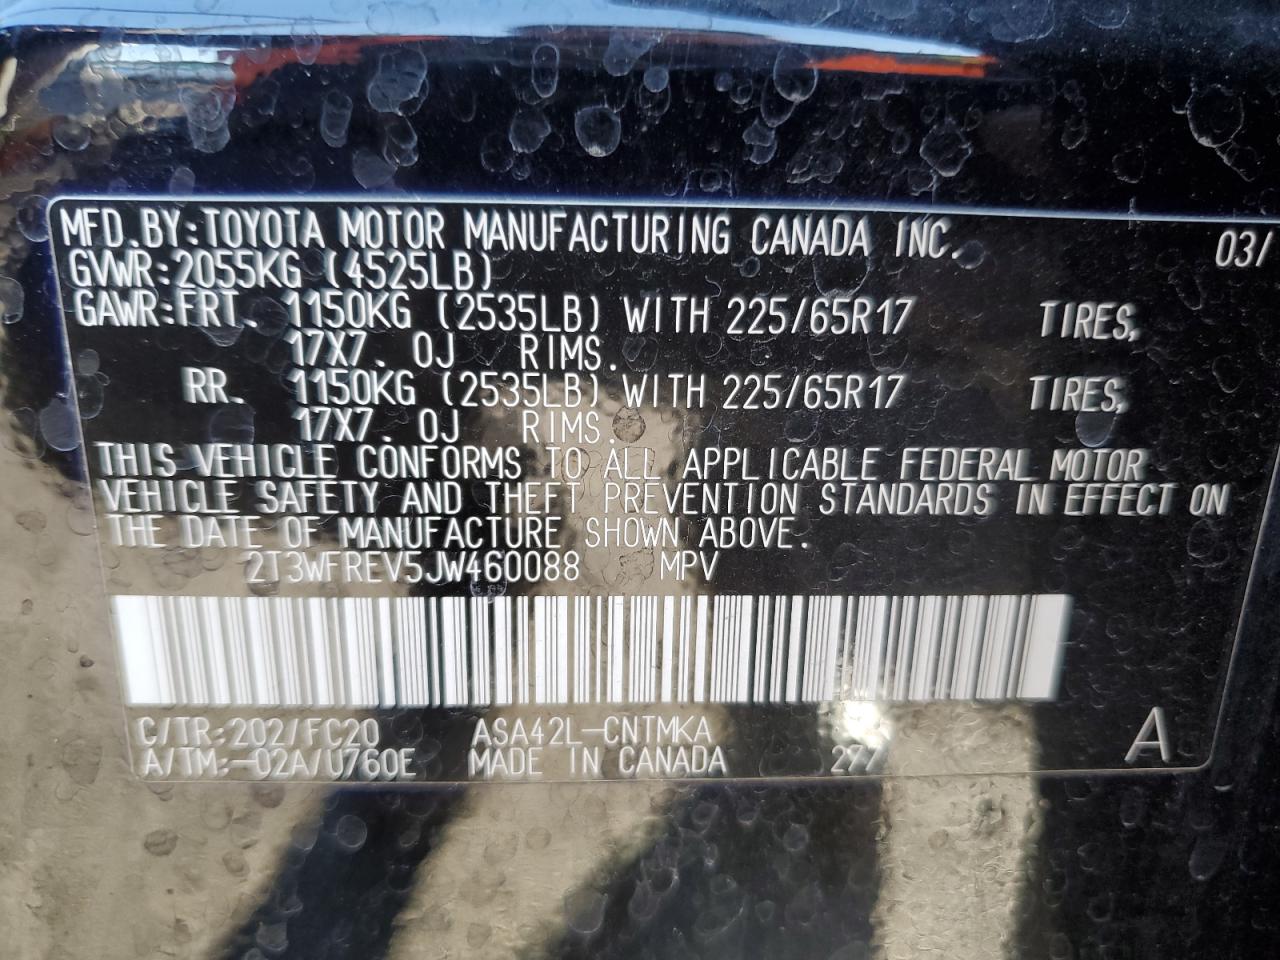 MFD.BY:TOYOTA MOTOR MANUFACTURING CANADA INC. 03/
GVWR:2055KG (4525LB)
GAWR:FRT. 1150KG (2535LB) WITH 225/65R17 TIRES,
17X7. 0J RIMS.
RR. 1150KG (2535LB) WITH 225/65R17 TIRES,
17X7. 0J RIMS.
THIS VEHICLE CONFORMS TO ALL APPLICABLE FEDERAL MOTOR
VEHICLE SAFETY AND THEFT PREVENTION STANDARDS IN EFFECT ON
THE DATE OF MANUFACTURE SHOWN ABOVE.
2T3WFREV5JW460088 MPV
C/TR:202/FC20 ASA42L-CNTMKA A
A/TM:-02A/U760E MADE IN CANADA